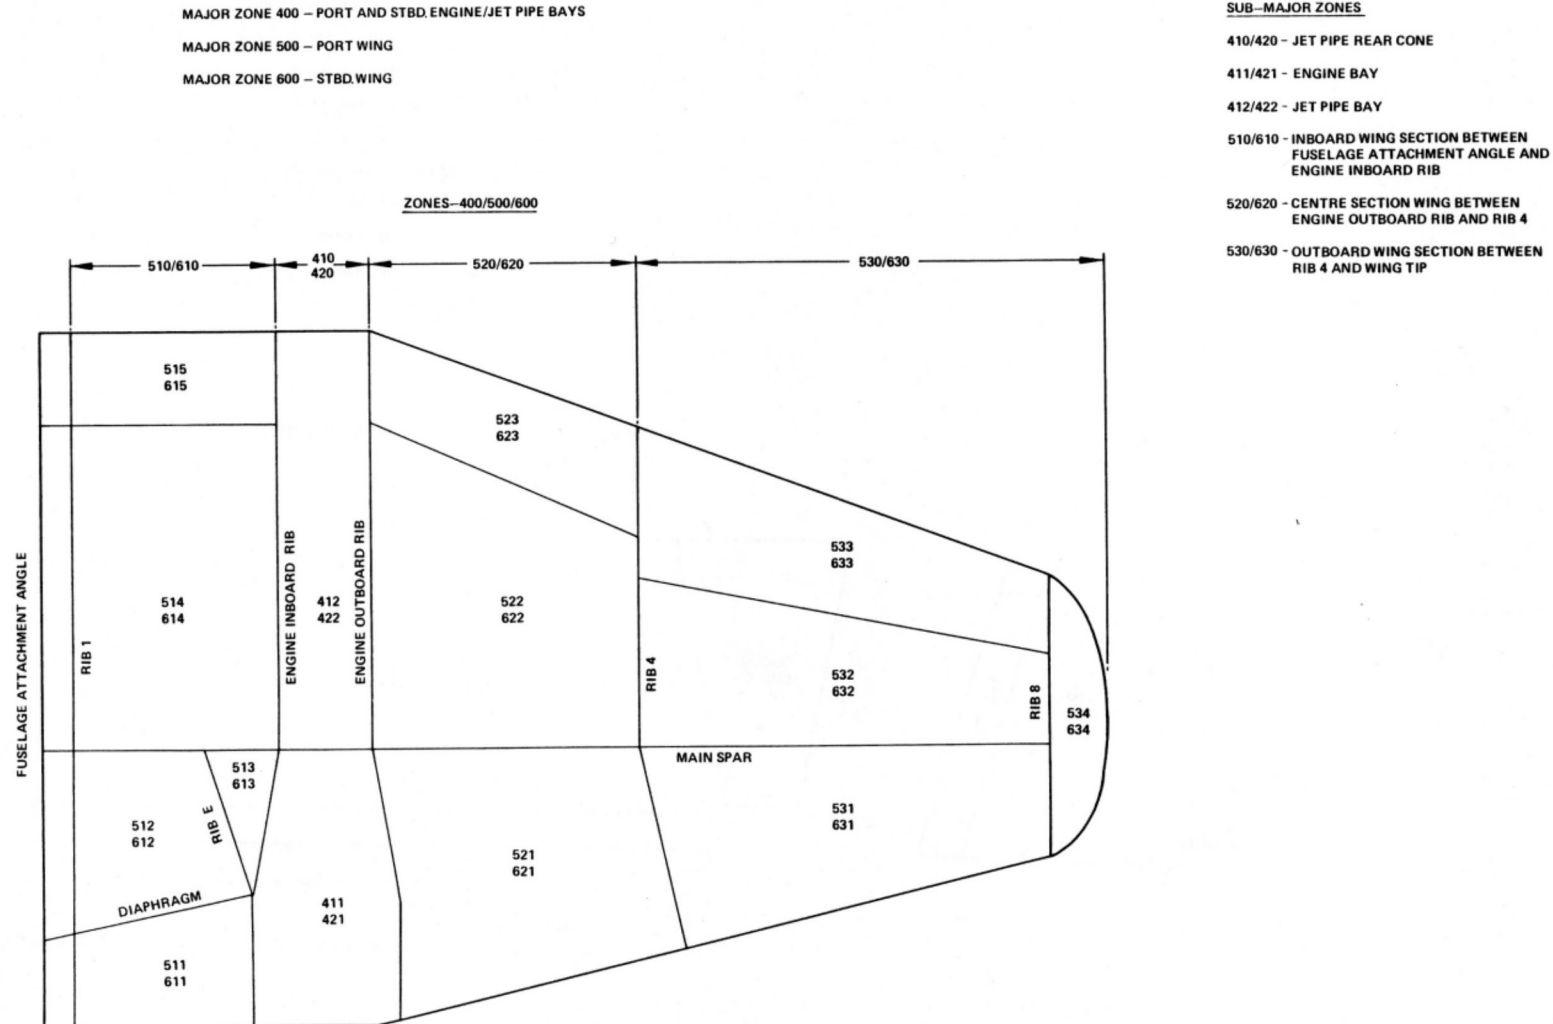 MAJOR ZONE 400 – PORT AND STBD. ENGINE/JET PIPE BAYS
MAJOR ZONE 500 – PORT WING
MAJOR ZONE 600 – STBD. WING
SUB–MAJOR ZONES
410/420 - JET PIPE REAR CONE
411/421 - ENGINE BAY
412/422 - JET PIPE BAY
510/610 - INBOARD WING SECTION BETWEEN
FUSELAGE ATTACHMENT ANGLE AND
ENGINE INBOARD RIB
520/620 - CENTRE SECTION WING BETWEEN
ENGINE OUTBOARD RIB AND RIB 4
530/630 - OUTBOARD WING SECTION BETWEEN
RIB 4 AND WING TIP
ZONES–400/500/600
510/610
410
420
520/620
530/630
515
615
523
623
533
633
FUSELAGE ATTACHMENT ANGLE
RIB 1
514
614
ENGINE INBOARD RIB
412
422
ENGINE OUTBOARD RIB
522
622
RIB 4
532
632
RIB 8
534
634
MAIN SPAR
513
613
512
612
RIB E
531
631
521
621
DIAPHRAGM
411
421
511
611